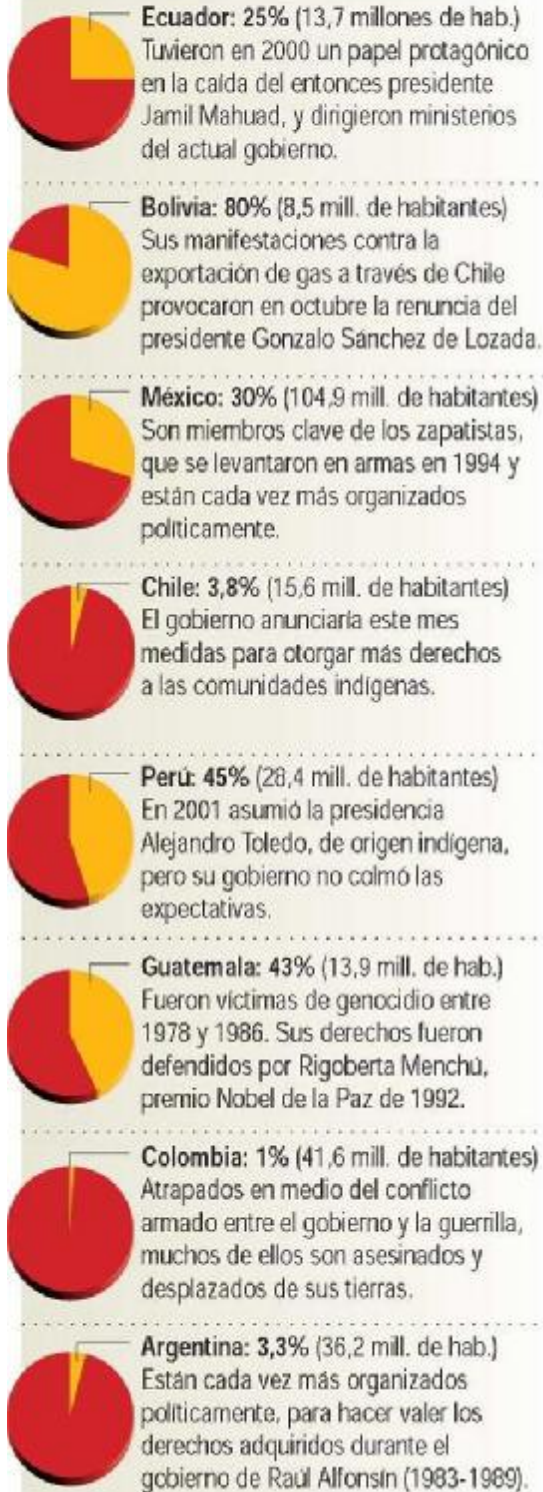 Ecuador: 25% (13,7 millones de hab.)
Tuvieron en 2000 un papel protagónico
en la caída del entonces presidente
Jamil Mahuad, y dirigieron ministerios
del actual gobierno.
Bolivia: 80% (8,5 mill. de habitantes)
Sus manifestaciones contra la
exportación de gas a través de Chile
provocaron en octubre la renuncia del
presidente Gonzalo Sánchez de Lozada.
México: 30% (104,9 mill. de habitantes)
Son miembros clave de los zapatistas,
que se levantaron en armas en 1994 y
están cada vez más organizados
políticamente.
Chile: 3,8% (15,6 mill. de habitantes)
El gobierno anunciaría este mes
medidas para otorgar más derechos
a las comunidades indígenas.
Perú: 45% (28,4 mill. de habitantes)
En 2001 asumió la presidencia
Alejandro Toledo, de origen indígena,
pero su gobierno no colmó las
expectativas.
Guatemala: 43% (13,9 mill. de hab.)
Fueron víctimas de genocidio entre
1978 y 1986. Sus derechos fueron
defendidos por Rigoberta Menchú,
premio Nobel de la Paz de 1992.
Colombia: 1% (41,6 mill. de habitantes)
Atrapados en medio del conflicto
armado entre el gobierno y la guerrilla,
muchos de ellos son asesinados y
desplazados de sus tierras.
Argentina: 3,3% (36,2 mill. de hab.)
Están cada vez más organizados
políticamente, para hacer valer los
derechos adquiridos durante el
gobierno de Raúl Alfonsín (1983-1989).